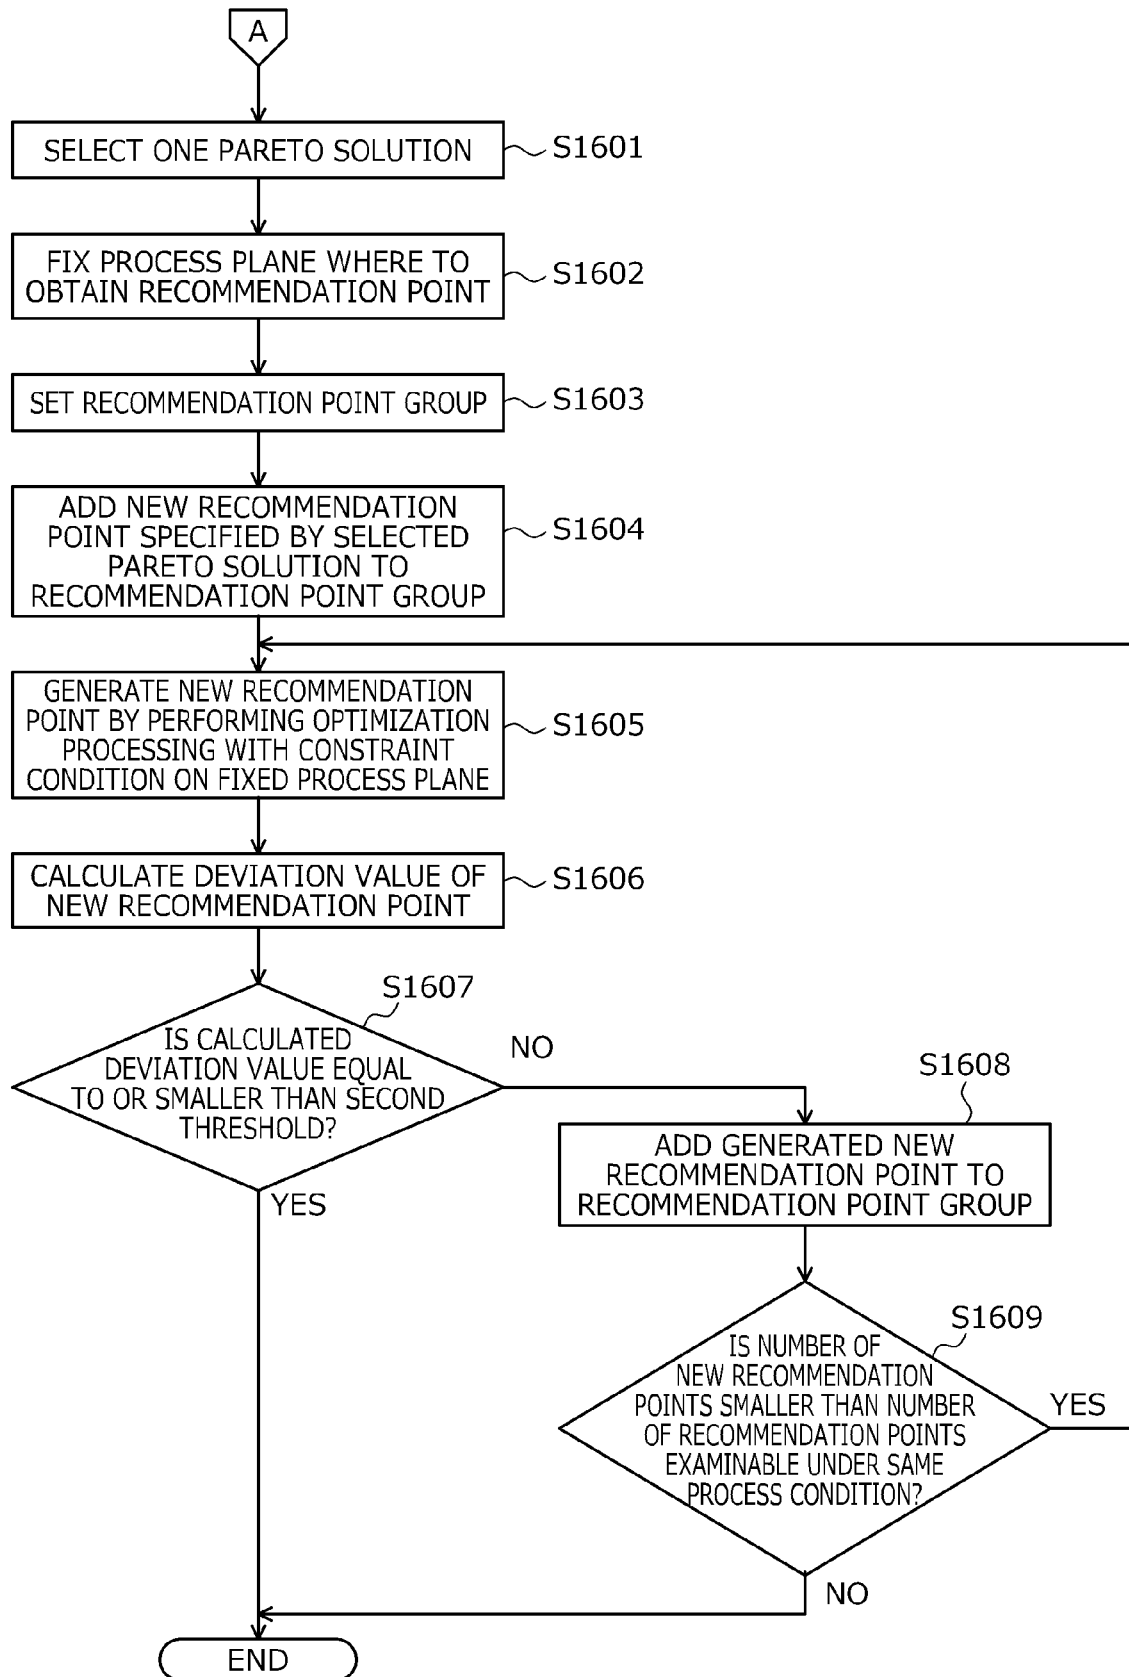 A
SELECT ONE PARETO SOLUTION
S1601
FIX PROCESS PLANE WHERE TO
OBTAIN RECOMMENDATION POINT
S1602
SET RECOMMENDATION POINT GROUP
S1603
ADD NEW RECOMMENDATION
POINT SPECIFIED BY SELECTED
PARETO SOLUTION TO
RECOMMENDATION POINT GROUP
S1604
GENERATE NEW RECOMMENDATION
POINT BY PERFORMING OPTIMIZATION
PROCESSING WITH CONSTRAINT
CONDITION ON FIXED PROCESS PLANE
S1605
CALCULATE DEVIATION VALUE OF
NEW RECOMMENDATION POINT
S1606
S1607
IS CALCULATED
DEVIATION VALUE EQUAL
TO OR SMALLER THAN SECOND
THRESHOLD?
NO
YES
S1608
ADD GENERATED NEW
RECOMMENDATION POINT TO
RECOMMENDATION POINT GROUP
S1609
IS NUMBER OF
NEW RECOMMENDATION
POINTS SMALLER THAN NUMBER
OF RECOMMENDATION POINTS
EXAMINABLE UNDER SAME
PROCESS CONDITION?
YES
NO
END